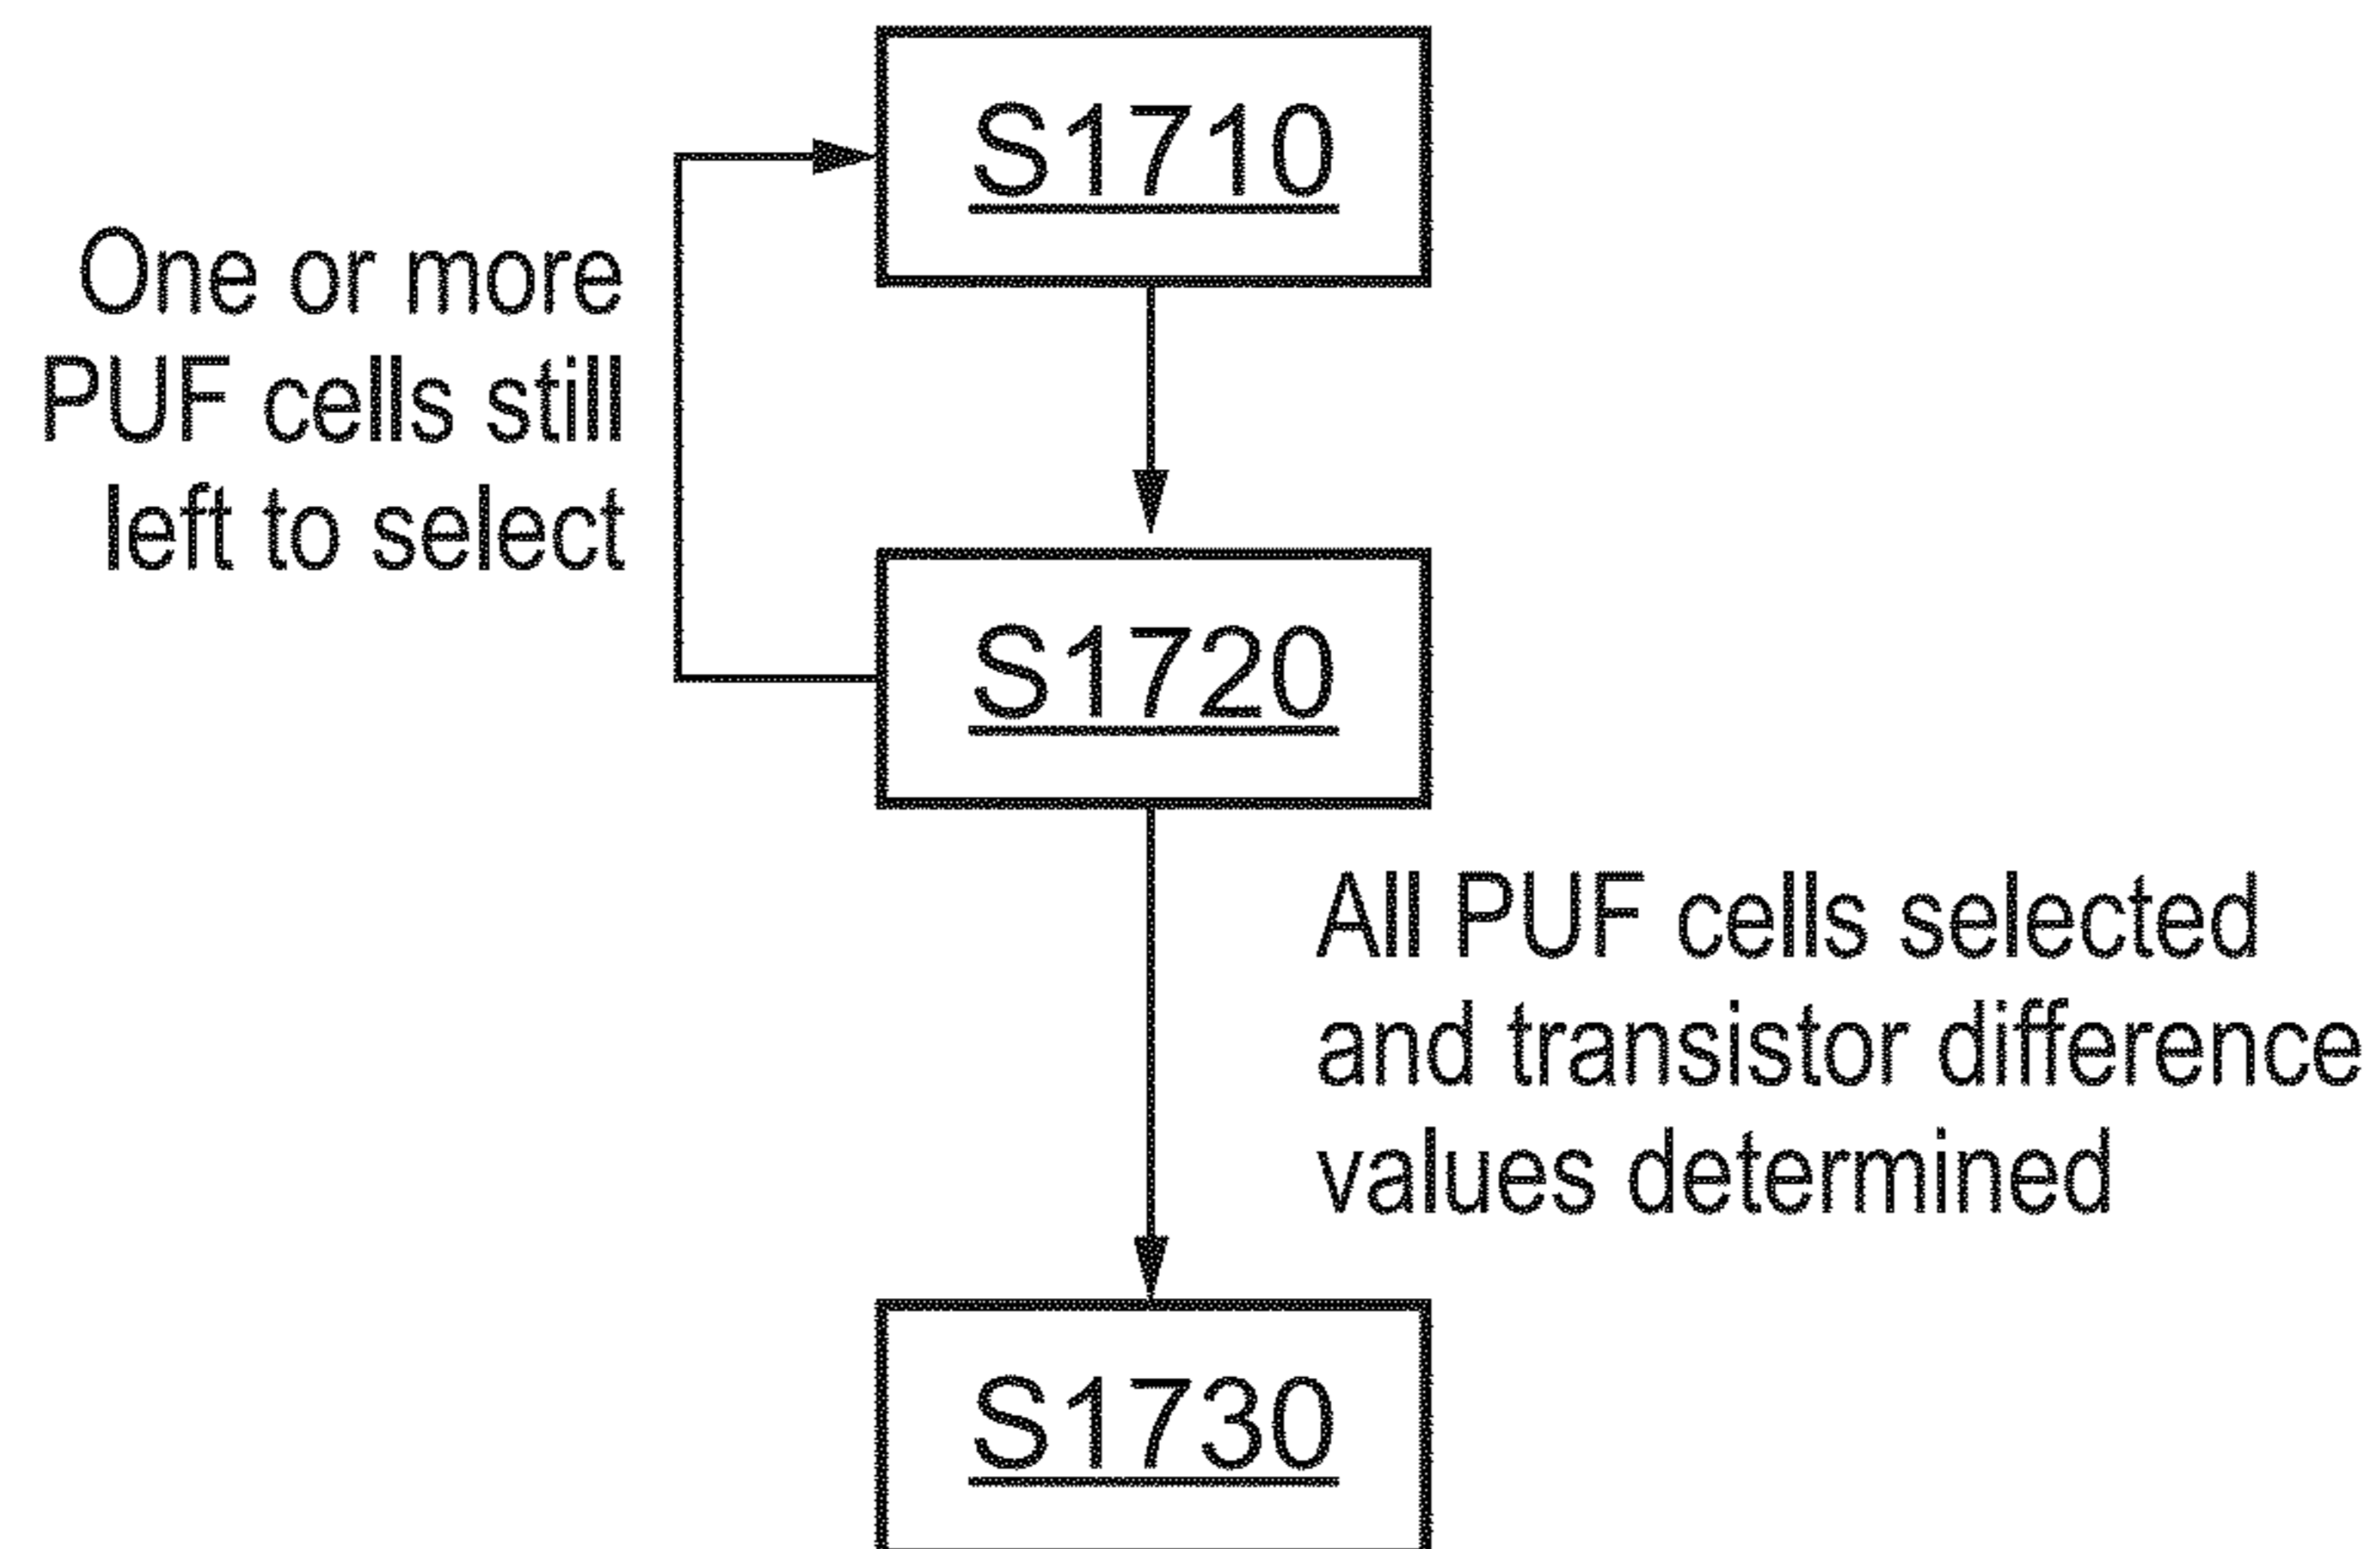 S1710
One or more
PUF cells still
left to select
S1720
All PUF cells selected
and transistor difference
values determined
S1730